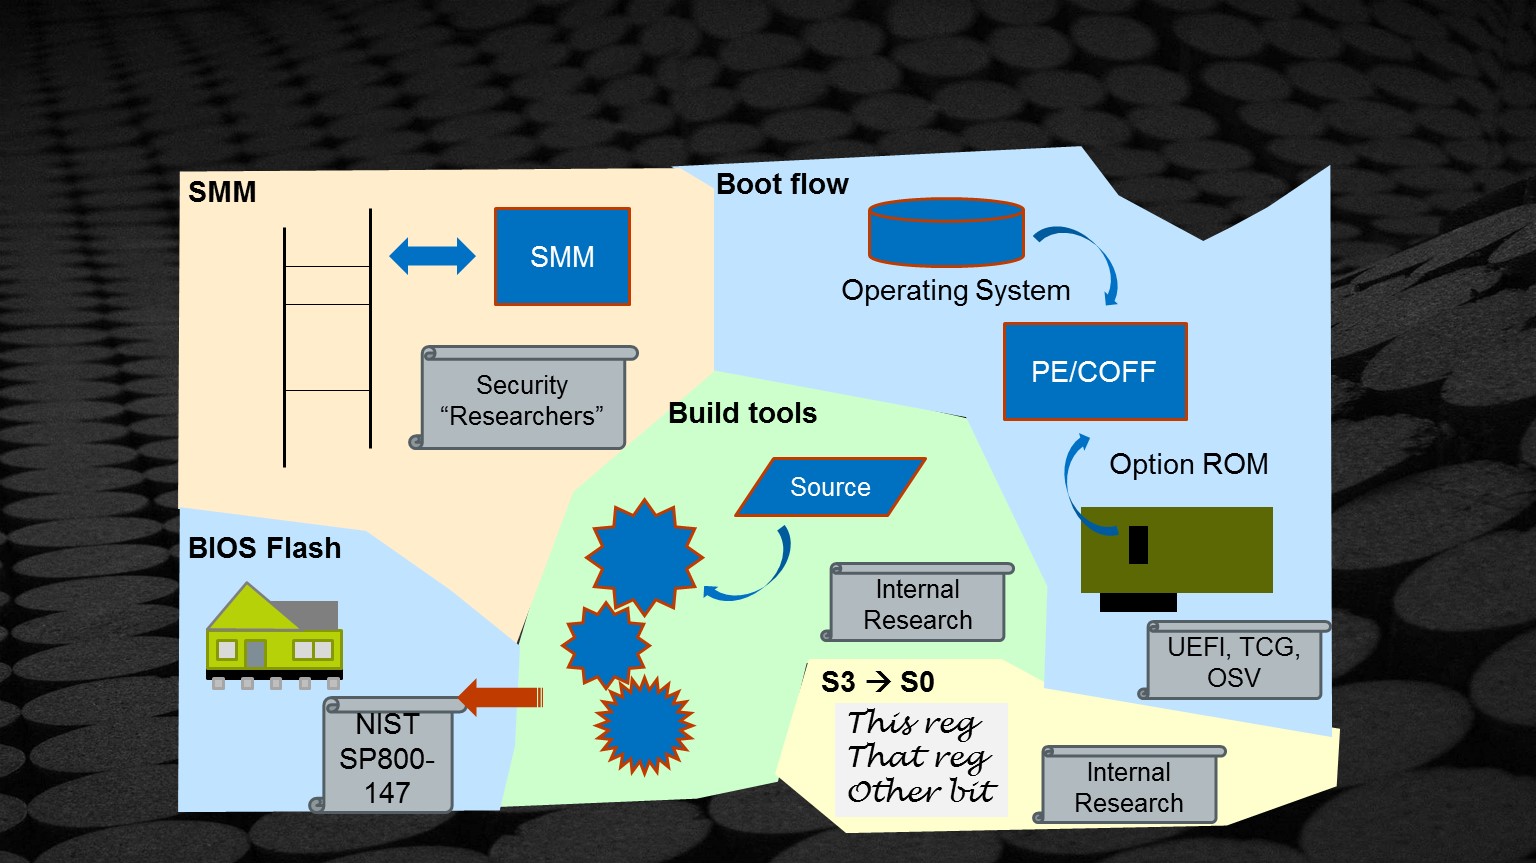 SMM
SMM
Security
“Researchers”
Boot flow
Operating System
PE/COFF
Option ROM
UEFI, TCG,
OSV
Build tools
Source
Internal
Research
BIOS Flash
NIST
SP800-
147
S3 → S0
This reg
That reg
Other bit
Internal
Research